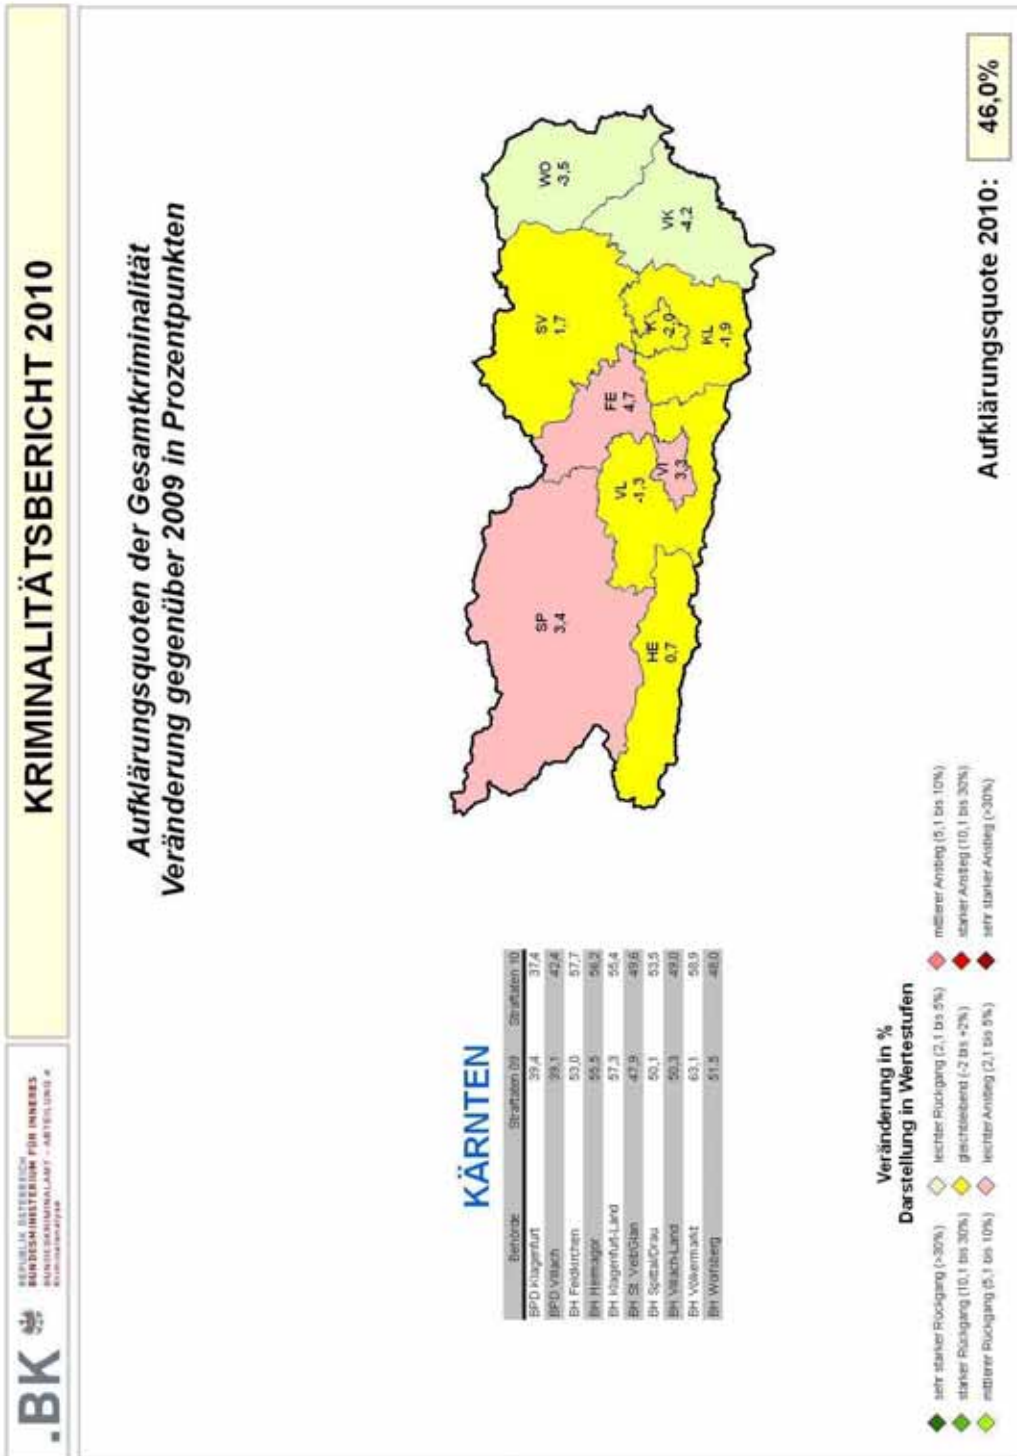 .BK
REPUBLIK ÖSTERREICH
BUNDESMINISTERIUM FÜR INNERES
BUNDESKRIMINALAMT - ABTEILUNG 4
Kriminalanalyse
KRIMINALITÄTSBERICHT 2010
Aufklärungsquoten der Gesamtkriminalität
Veränderung gegenüber 2009 in Prozentpunkten
KÄRNTEN
Behörde Straftaten 09 Straftaten 10
BPD Klagenfurt 39,4 37,4
BPD Villach 39,1 42,4
BH Feldkirchen 53,0 57,7
BH Hermagor 55,5 56,2
BH Klagenfurt-Land 57,3 55,4
BH St. Veit/Glan 47,9 49,6
BH Spittal/Drau 50,1 53,5
BH Villach-Land 50,3 49,0
BH Völkermarkt 63,1 58,9
BH Wolfsberg 51,5 48,0
SP
3,4
HE
0,7
VL
-1,3
VI
3,3
FE
4,7
SV
1,7
K
-2,0
KL
-1,9
WO
-3,5
VK
-4,2
Veränderung in %
Darstellung in Wertestufen
sehr starker Rückgang (>30%) leichter Rückgang (2,1 bis 5%) mittlerer Anstieg (5,1 bis 10%)
starker Rückgang (10,1 bis 30%) gleichbleibend (-2 bis +2%) starker Anstieg (10,1 bis 30%)
mittlerer Rückgang (5,1 bis 10%) leichter Anstieg (2,1 bis 5%) sehr starker Anstieg (>30%)
Aufklärungsquote 2010: 46,0%